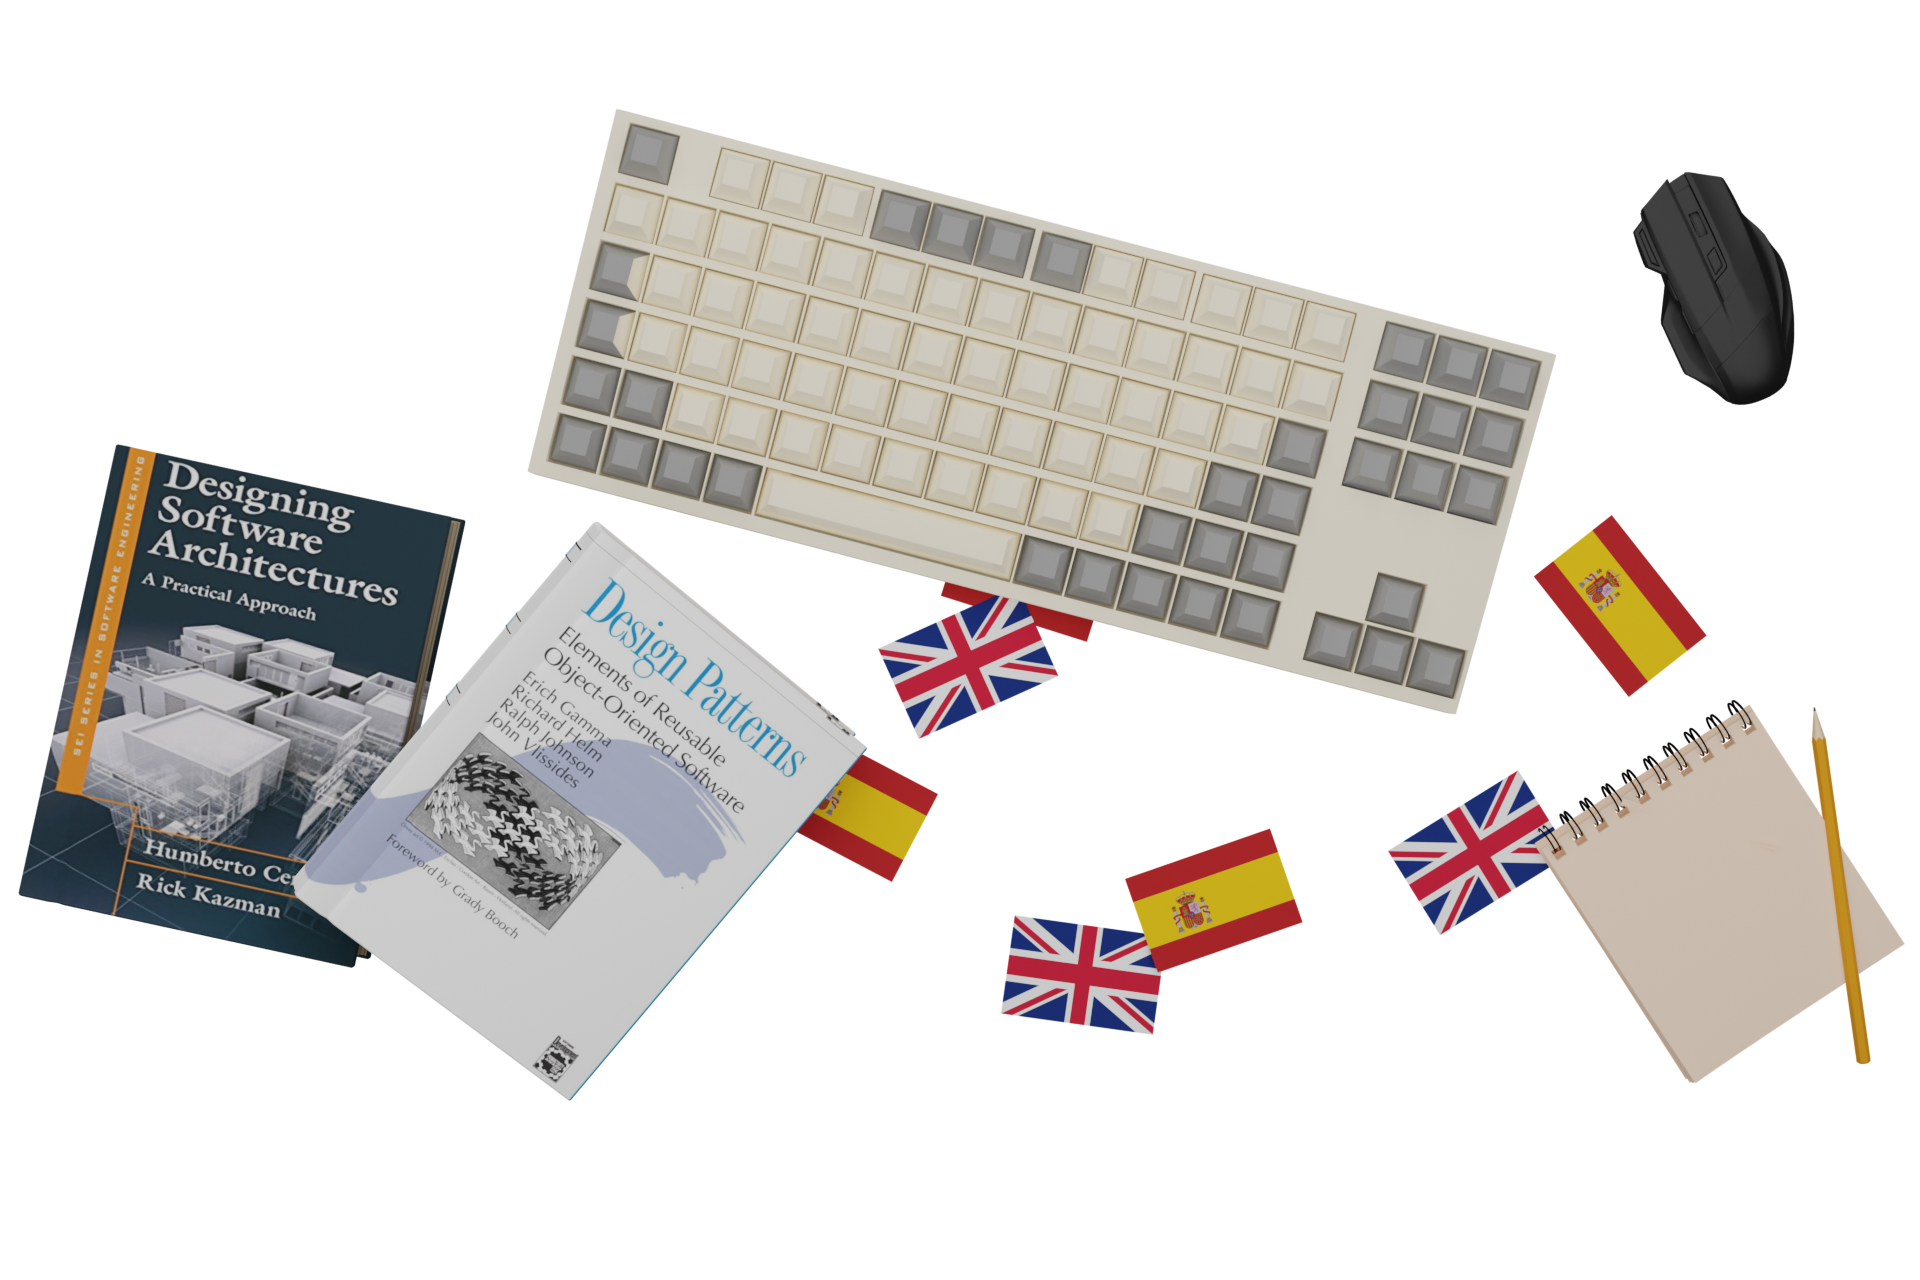 SEI SERIES IN SOFTWARE ENGINEERING
Designing
Software
Architectures
A Practical Approach
Humberto
Rick Kazman
Design Patterns
Elements of Reusable
Object-Oriented Software
Erich Gamma
Richard Helm
Ralph Johnson
John Vlissides
Foreword by Grady Booch